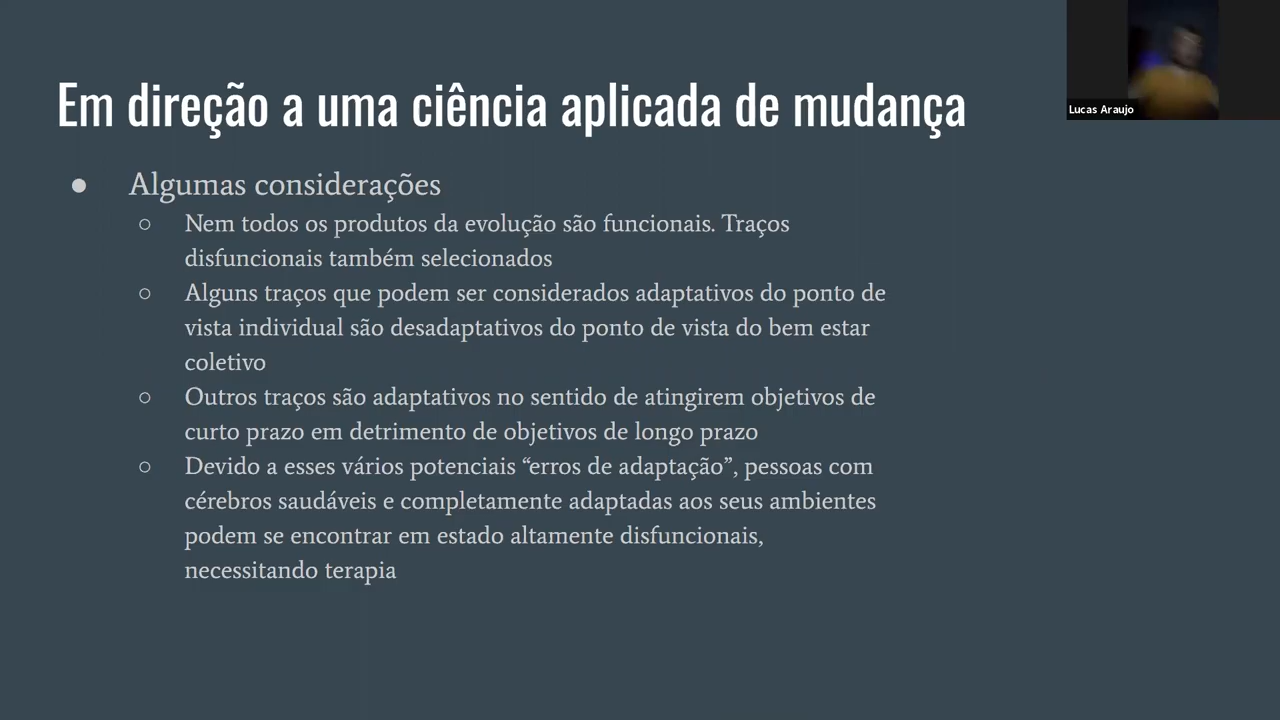 Em direção a uma ciência aplicada de mudança
Lucas Araujo
● Algumas considerações
○ Nem todos os produtos da evolução são funcionais. Traços
disfuncionais também selecionados
○ Alguns traços que podem ser considerados adaptativos do ponto de
vista individual são desadaptativos do ponto de vista do bem estar
coletivo
○ Outros traços são adaptativos no sentido de atingirem objetivos de
curto prazo em detrimento de objetivos de longo prazo
○ Devido a esses vários potenciais “erros de adaptação”, pessoas com
cérebros saudáveis e completamente adaptadas aos seus ambientes
podem se encontrar em estado altamente disfuncionais,
necessitando terapia